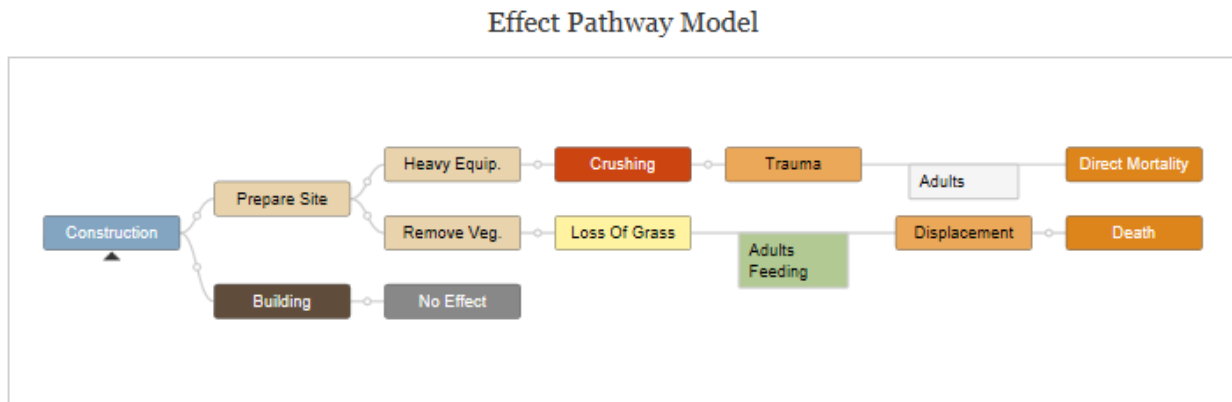 Effect Pathway Model
Heavy Equip.
Crushing
Trauma
Adults
Direct Mortality
Prepare Site
Construction
Remove Veg.
Loss Of Grass
Adults
Feeding
Displacement
Death
Building
No Effect